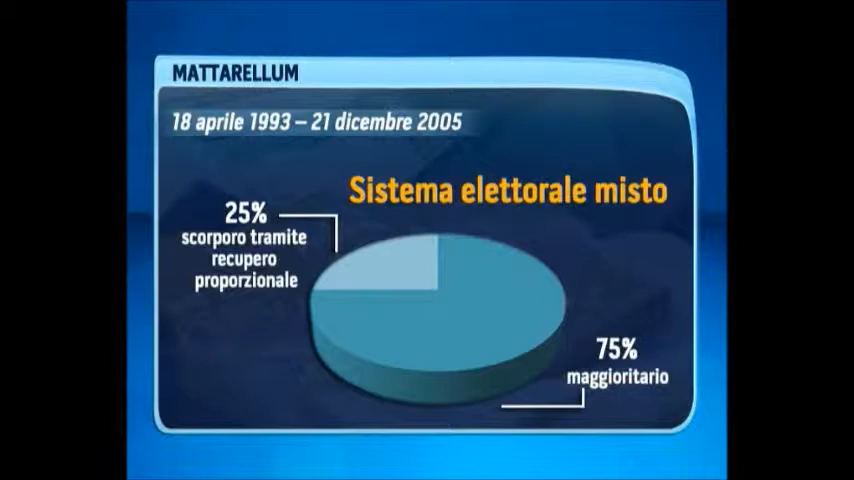 MATTARELLUM
18 aprile 1993 – 21 dicembre 2005
Sistema elettorale misto
25%
scorporo tramite
recupero
proporzionale
75%
maggioritario